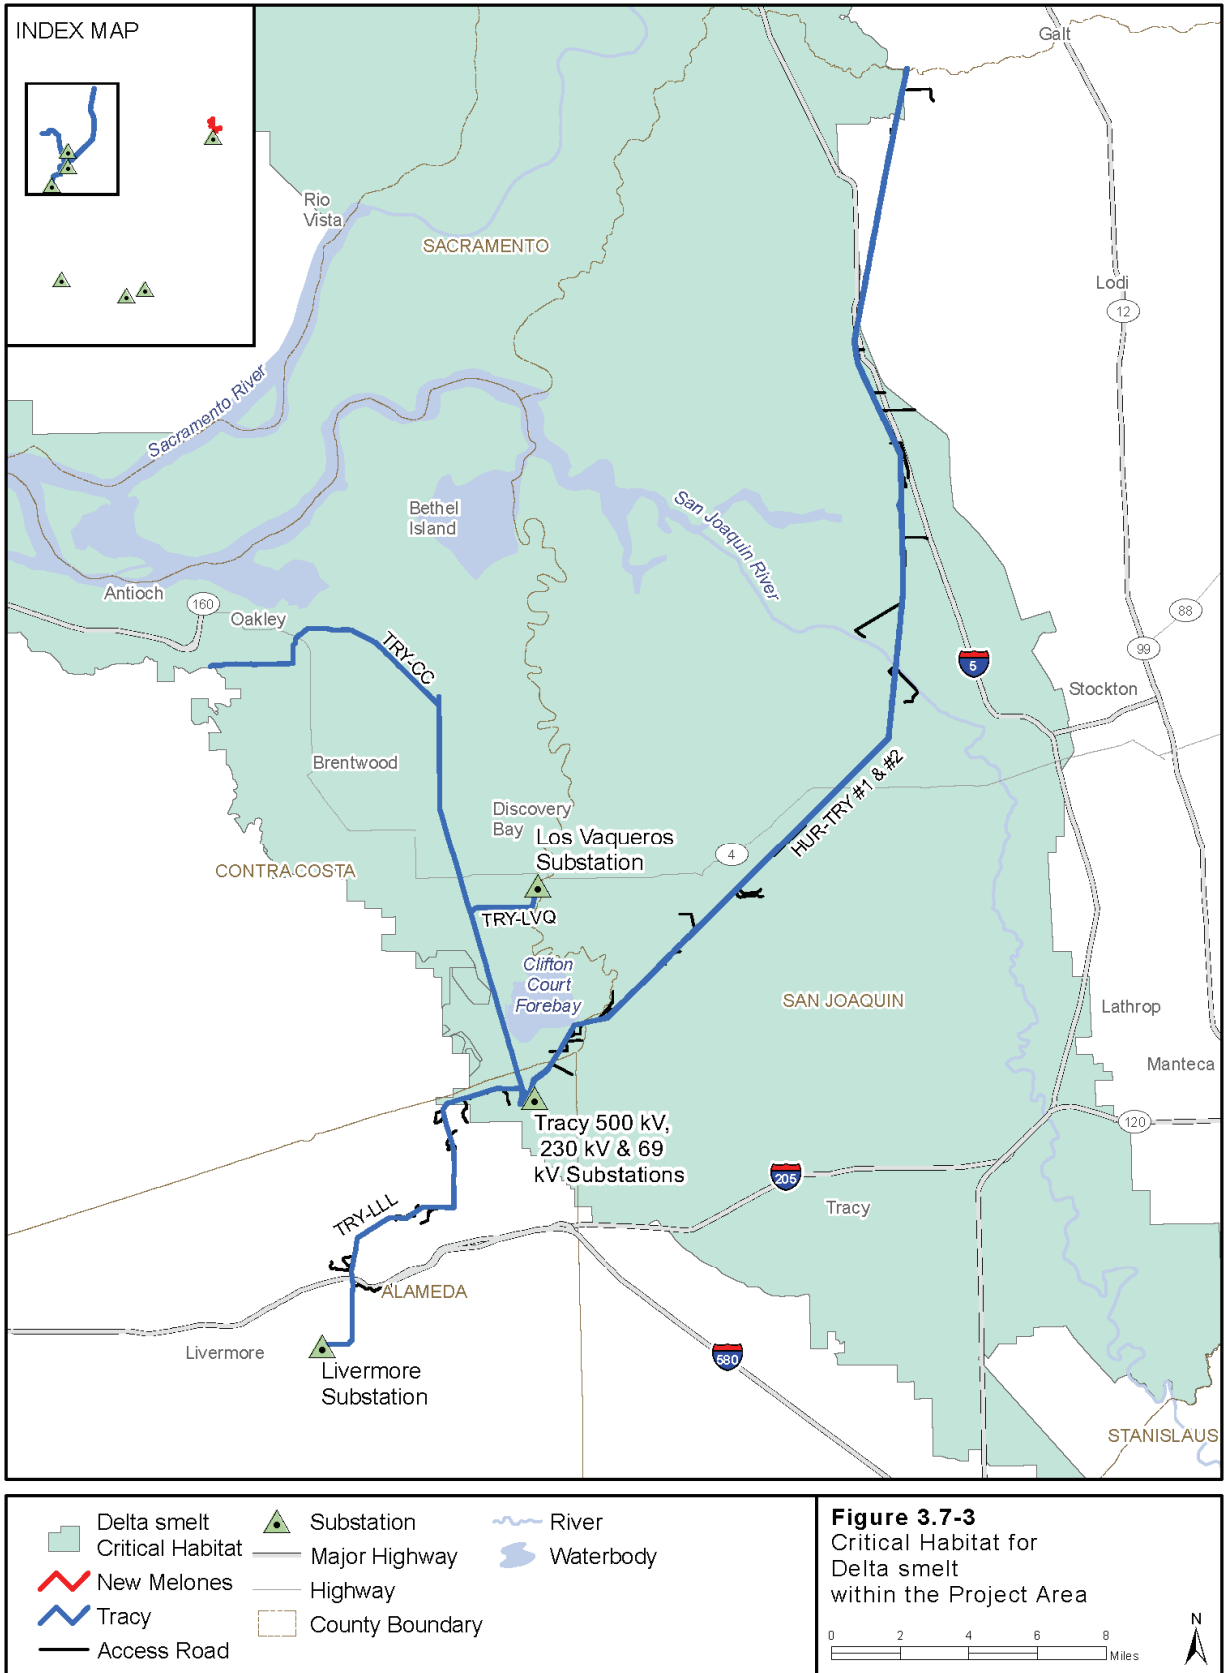 INDEX MAP
Galt
Rio
Vista
SACRAMENTO
Lodi
12
Sacramento River
Bethel
Island
San Joaquin River
Antioch
160
Oakley
TRY-CC
88
99
5
Stockton
Brentwood
HUR-TRY #1 & #2
Discovery
Bay
Los Vaqueros
Substation
4
CONTRA COSTA
TRY-LVQ
Clifton
Court
Forebay
SAN JOAQUIN
Lathrop
Manteca
Tracy 500 kV,
230 kV & 69
kV Substations
120
205
Tracy
TRY-LLL
ALAMEDA
Livermore
580
Livermore
Substation
STANISLAUS
Delta smelt
Critical Habitat
New Melones
Tracy
Access Road
Substation
Major Highway
Highway
County Boundary
River
Waterbody
Figure 3.7-3
Critical Habitat for
Delta smelt
within the Project Area
0 2 4 6 8
Miles
N